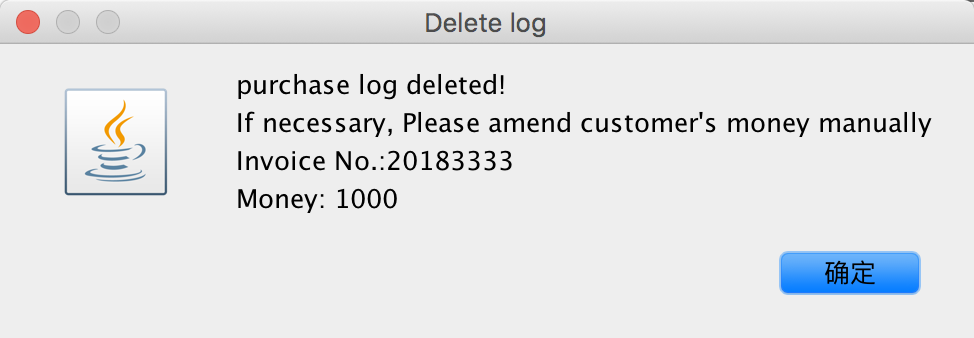 Delete log
purchase log deleted!
If necessary, Please amend customer's money manually
Invoice No.:20183333
Money: 1000
确定